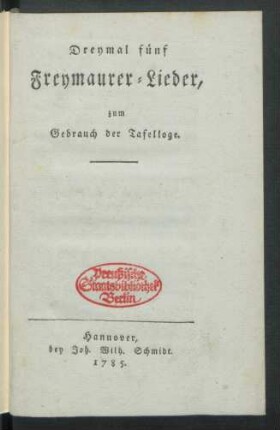 Dreymal fünf
Freymaurer-Lieder,
zum
Gebrauch der Tafelloge.
Preußische
Staatsbibliothek
Berlin
Hannover,
bey Joh. Wilh. Schmidt.
1785.